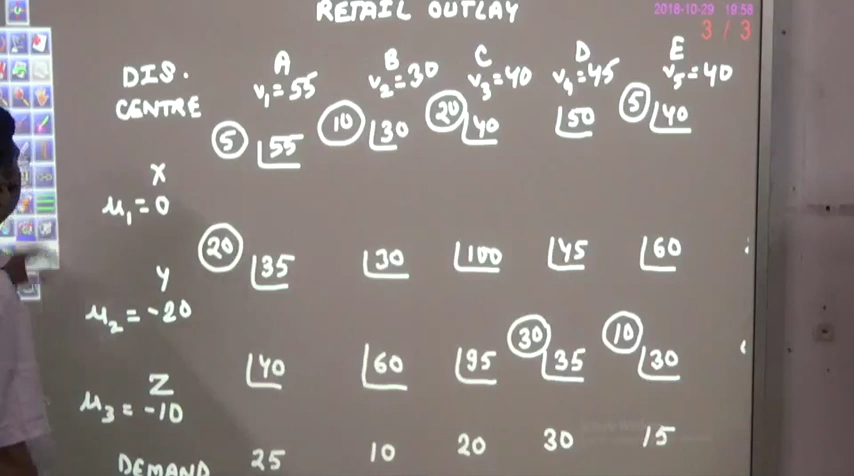 RETAIL OUTLAY
2018-10-29 19:58
3 / 3
DIS. CENTRE A B C D E
v₁=55 v₂=30 v₃=40 v₄=45 v₅=40
X 5 55 10 30 20 40 50 5 40
u₁=0
Y 20 35 30 100 45 60
u₂=-20
Z 40 60 95 30 35 10 30
u₃=-10
DEMAND 25 10 20 30 15